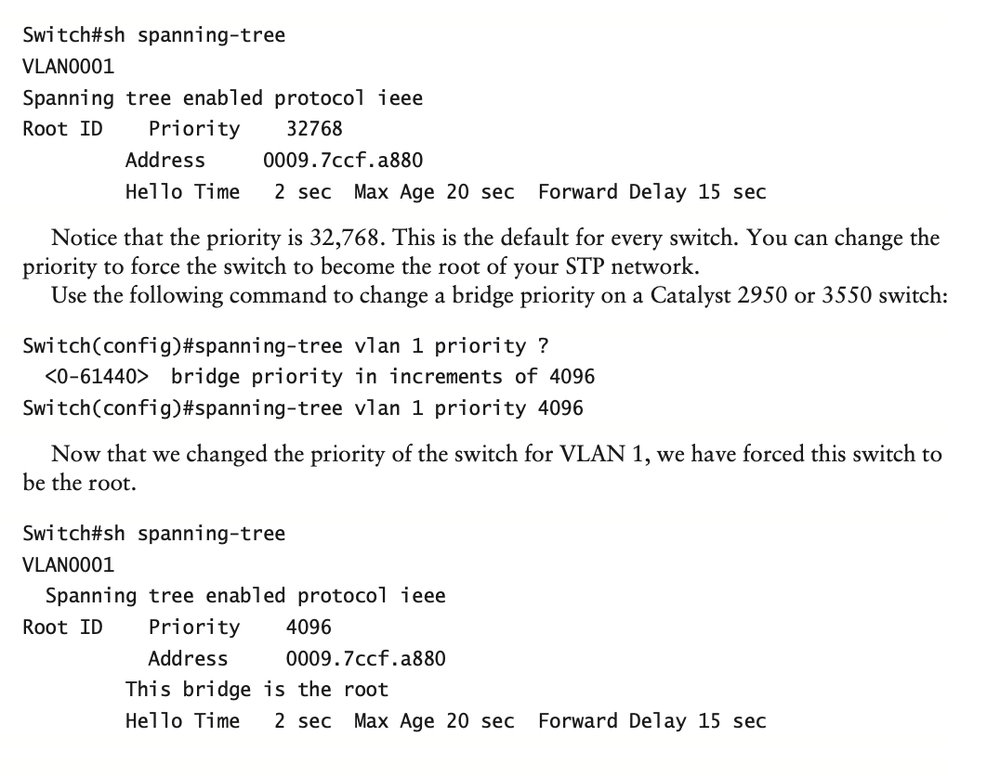 Switch#sh spanning-tree
VLAN0001
Spanning tree enabled protocol ieee
Root ID    Priority    32768
         Address     0009.7ccf.a880
         Hello Time   2 sec  Max Age 20 sec  Forward Delay 15 sec
Notice that the priority is 32,768. This is the default for every switch. You can change the
priority to force the switch to become the root of your STP network.
Use the following command to change a bridge priority on a Catalyst 2950 or 3550 switch:
Switch(config)#spanning-tree vlan 1 priority ?
  <0-61440>  bridge priority in increments of 4096
Switch(config)#spanning-tree vlan 1 priority 4096
Now that we changed the priority of the switch for VLAN 1, we have forced this switch to
be the root.
Switch#sh spanning-tree
VLAN0001
  Spanning tree enabled protocol ieee
Root ID    Priority    4096
           Address     0009.7ccf.a880
         This bridge is the root
         Hello Time   2 sec  Max Age 20 sec  Forward Delay 15 sec